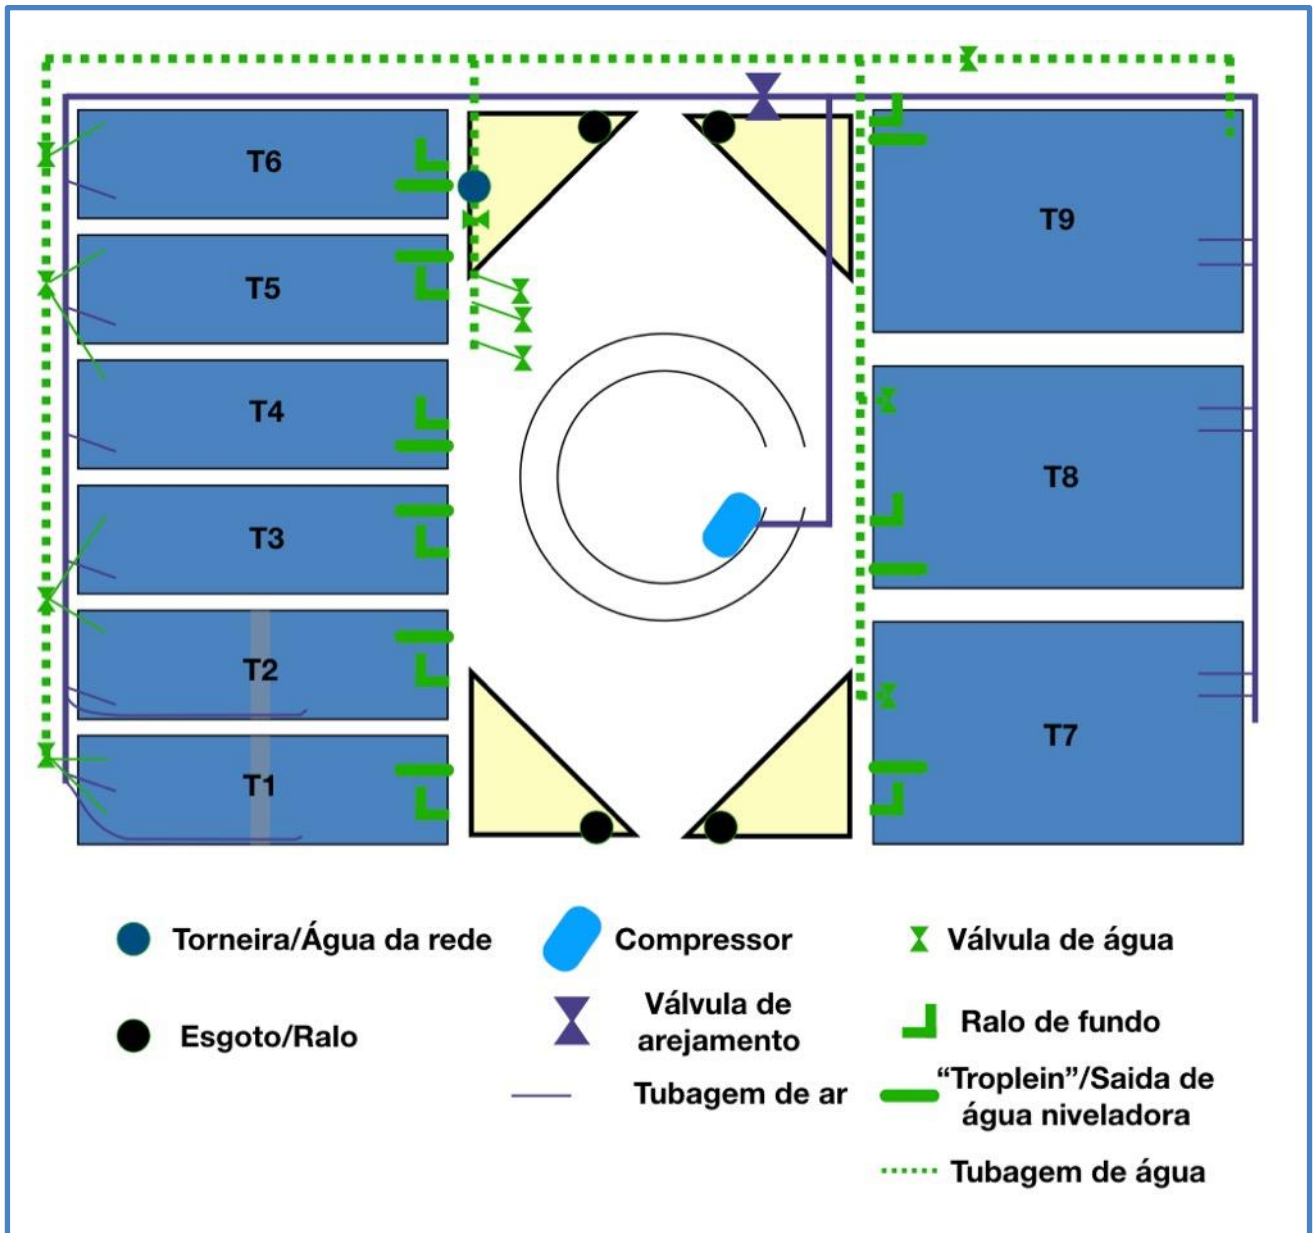 T6
T5
T4
T3
T2
T1
T9
T8
T7
Torneira/Água da rede
Esgoto/Ralo
Compressor
Válvula de
arejamento
Tubagem de ar
Válvula de água
Ralo de fundo
“Troplein”/Saida de
água niveladora
Tubagem de água